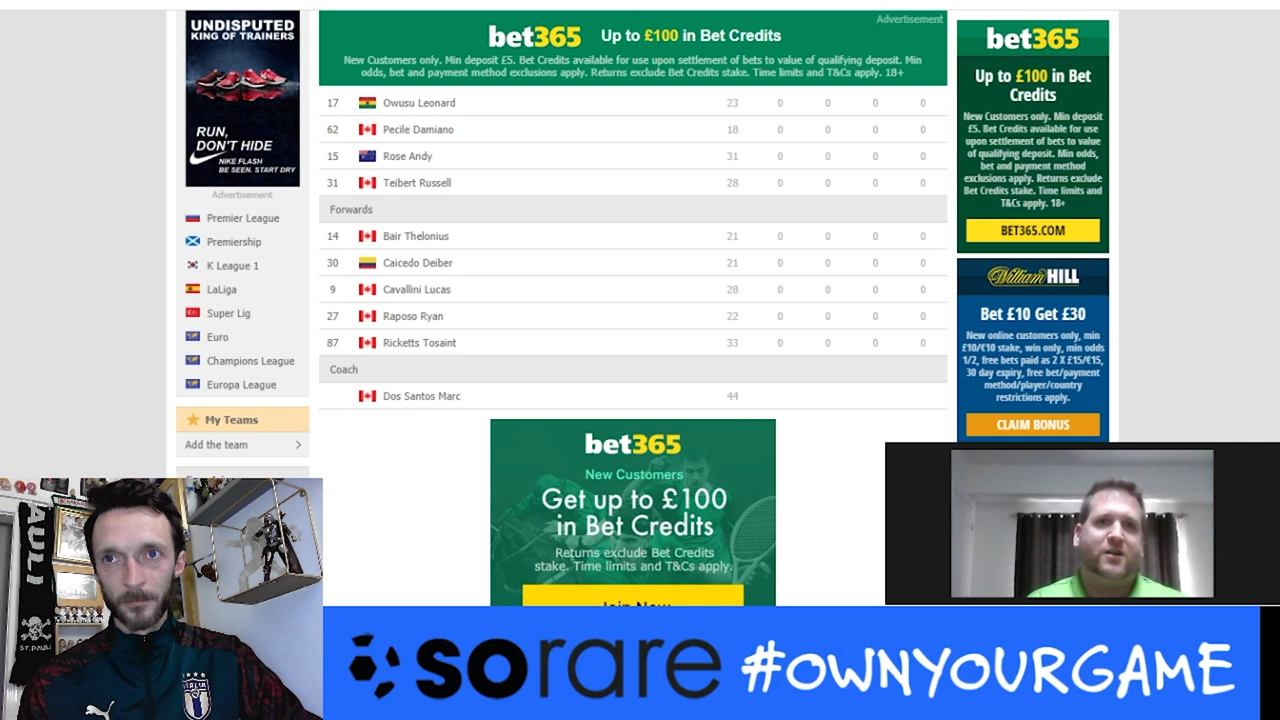 UNDISPUTED
KING OF TRAINERS
RUN,
DON'T HIDE
NIKE FLASH
BE SEEN. START DRY
Advertisement
Premier League
Premiership
K League 1
LaLiga
Super Lig
Euro
Champions League
Europa League
My Teams
Add the team
Advertisement
bet365 Up to £100 in Bet Credits
New Customers only. Min deposit £5. Bet Credits available for use upon settlement of bets to value of qualifying deposit. Min
odds, bet and payment method exclusions apply. Returns exclude Bet Credits stake. Time limits and T&Cs apply. 18+
17 Owusu Leonard 23 0 0 0 0
62 Pecile Damiano 18 0 0 0 0
15 Rose Andy 31 0 0 0 0
31 Teibert Russell 28 0 0 0 0
Forwards
14 Bair Thelonius 21 0 0 0 0
30 Caicedo Deiber 21 0 0 0 0
9 Cavallini Lucas 28 0 0 0 0
27 Raposo Ryan 22 0 0 0 0
87 Ricketts Tosaint 33 0 0 0 0
Coach
Dos Santos Marc 44
bet365
New Customers
Get up to £100
in Bet Credits
Returns exclude Bet Credits
stake. Time limits and T&Cs apply.
Join Now
bet365
Up to £100 in Bet
Credits
New Customers only. Min deposit
£5. Bet Credits available for use
upon settlement of bets to value
of qualifying deposit. Min odds,
bet and payment method
exclusions apply. Returns exclude
Bet Credits stake. Time limits and
T&Cs apply. 18+
BET365.COM
William HILL
Bet £10 Get £30
New online customers only, min
£10/€10 stake, win only, min odds
1/2, free bets paid as 2 X £15/€15,
30 day expiry, free bet/payment
method/player/country
restrictions apply.
CLAIM BONUS
AULI
ST. PAULI
ITALIA
sorare #OWNYOURGAME